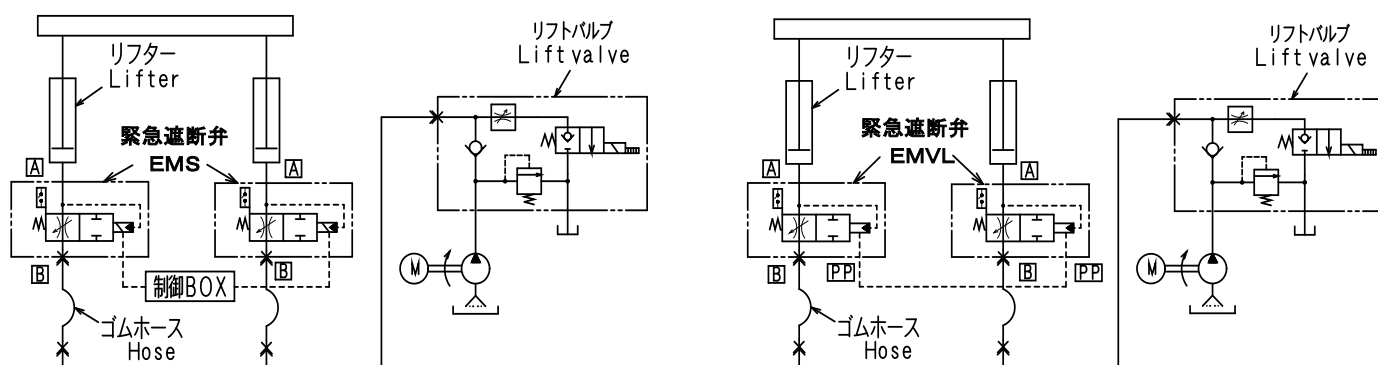 リフター
Lifter
緊急遮断弁
EMS
A
A
B
B
制御BOX
ゴムホース
Hose
リフトバルブ
Lift valve
M
リフター
Lifter
緊急遮断弁
EMVL
A
A
B
PP
B
PP
ゴムホース
Hose
リフトバルブ
Lift valve
M